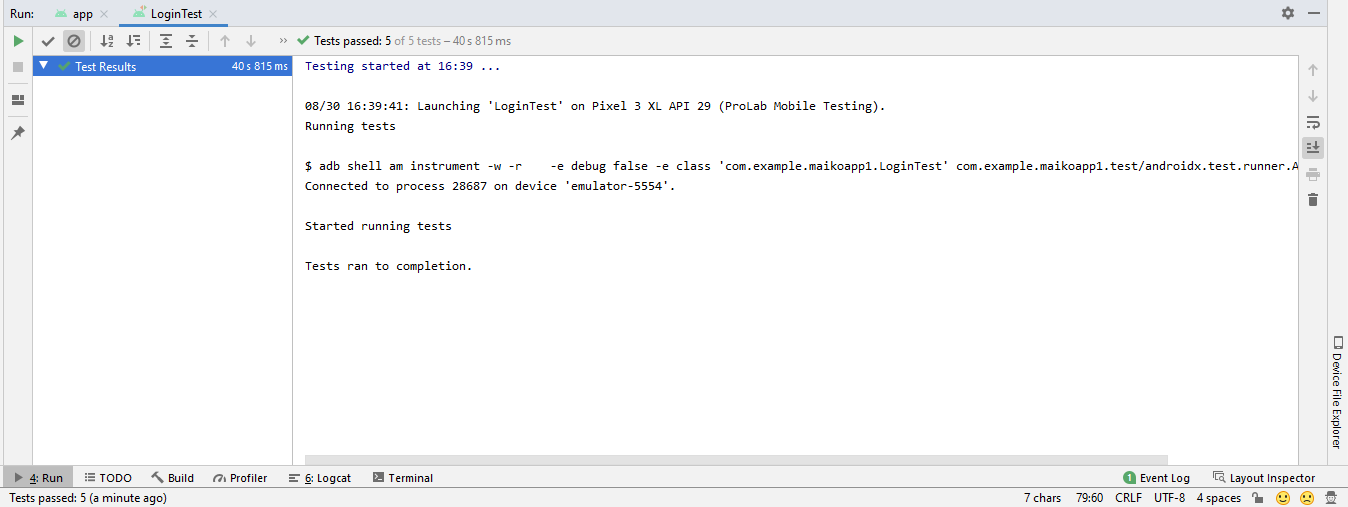 Run: app LoginTest
Tests passed: 5 of 5 tests – 40 s 815 ms
Test Results 40 s 815 ms
Testing started at 16:39 ...
08/30 16:39:41: Launching 'LoginTest' on Pixel 3 XL API 29 (ProLab Mobile Testing).
Running tests
$ adb shell am instrument -w -r    -e debug false -e class 'com.example.maikoapp1.LoginTest' com.example.maikoapp1.test/androidx.test.runner.A
Connected to process 28687 on device 'emulator-5554'.
Started running tests
Tests ran to completion.
Device File Explorer
4: Run TODO Build Profiler 6: Logcat Terminal 1 Event Log Layout Inspector
Tests passed: 5 (a minute ago) 7 chars 79:60 CRLF UTF-8 4 spaces